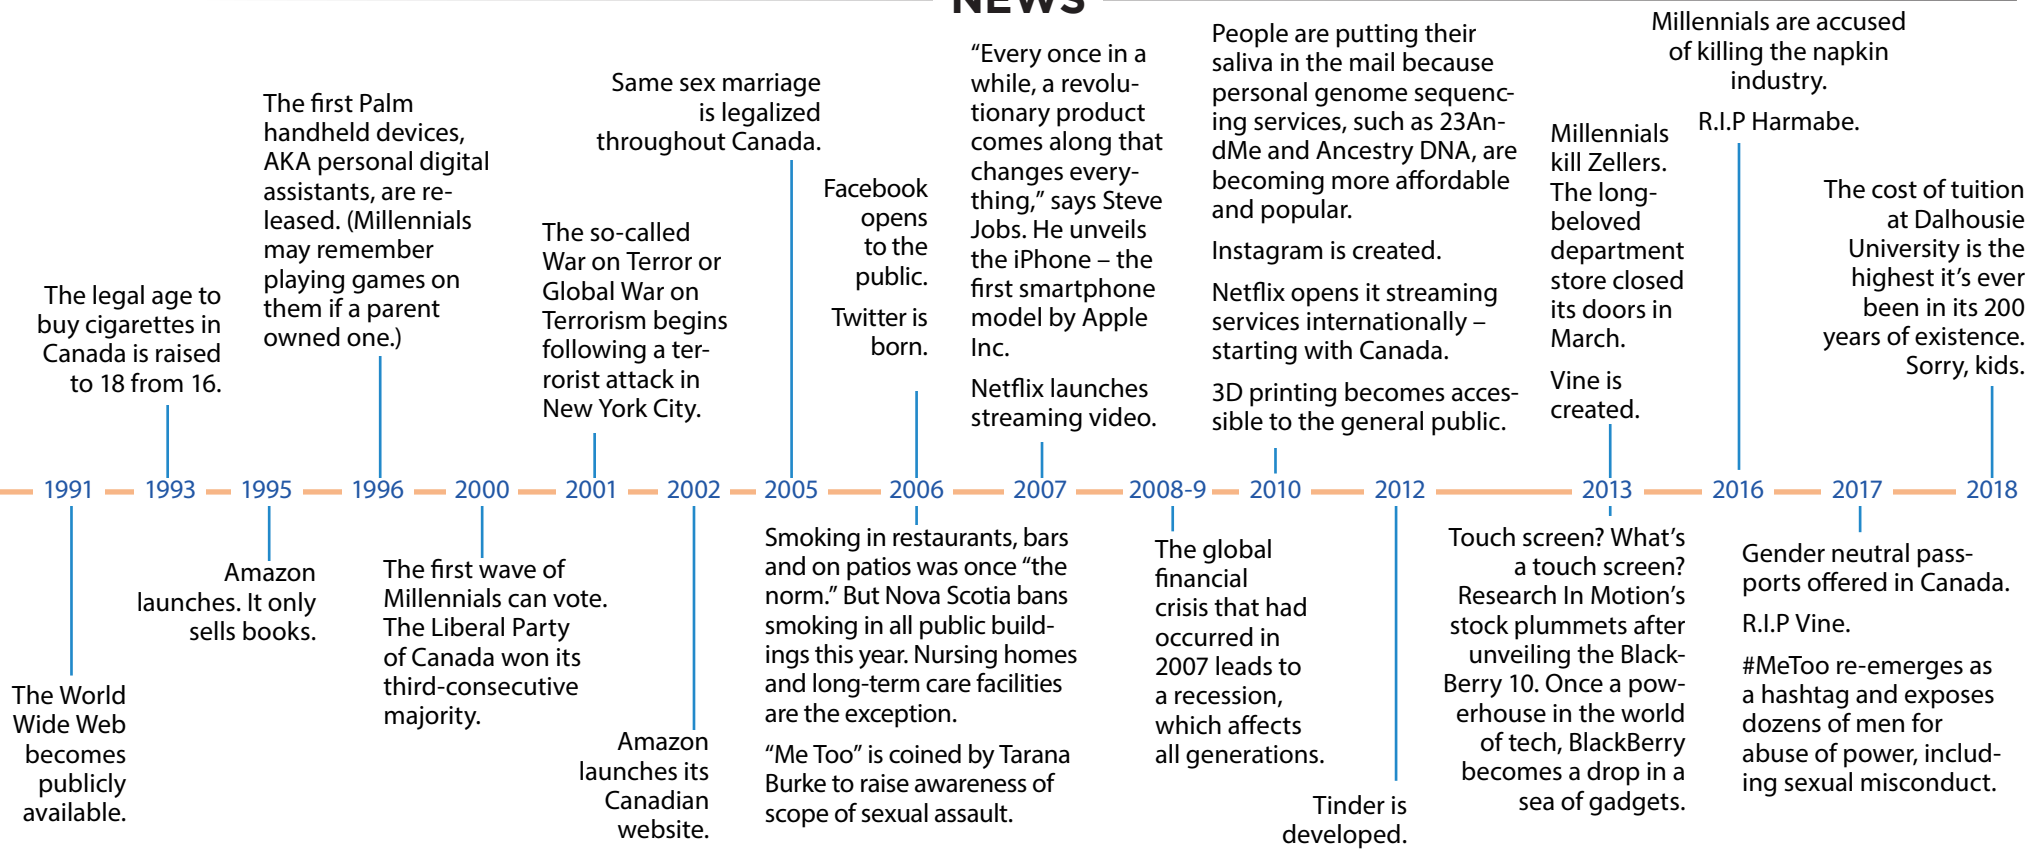 NEWS
The legal age to
buy cigarettes in
Canada is raised
to 18 from 16.
The first Palm
handheld devices,
AKA personal digital
assistants, are re-
leased. (Millennials
may remember
playing games on
them if a parent
owned one.)
The so-called
War on Terror or
Global War on
Terrorism begins
following a ter-
rorist attack in
New York City.
Same sex marriage
is legalized
throughout Canada.
Facebook
opens
to the
public.
Twitter is
born.
“Every once in a
while, a revolu-
tionary product
comes along that
changes every-
thing,” says Steve
Jobs. He unveils
the iPhone – the
first smartphone
model by Apple
Inc.
Netflix launches
streaming video.
People are putting their
saliva in the mail because
personal genome sequenc-
ing services, such as 23An-
dMe and Ancestry DNA, are
becoming more affordable
and popular.
Instagram is created.
Netflix opens it streaming
services internationally –
starting with Canada.
3D printing becomes acces-
sible to the general public.
Millennials
kill Zellers.
The long-
beloved
department
store closed
its doors in
March.
Vine is
created.
Millennials are accused
of killing the napkin
industry.
R.I.P Harmabe.
The cost of tuition
at Dalhousie
University is the
highest it’s ever
been in its 200
years of existence.
Sorry, kids.
1991 1993 1995 1996 2000 2001 2002 2005 2006 2007 2008-9 2010 2012 2013 2016 2017 2018
The World
Wide Web
becomes
publicly
available.
Amazon
launches. It only
sells books.
The first wave of
Millennials can vote.
The Liberal Party
of Canada won its
third-consecutive
majority.
Amazon
launches its
Canadian
website.
Smoking in restaurants, bars
and on patios was once “the
norm.” But Nova Scotia bans
smoking in all public build-
ings this year. Nursing homes
and long-term care facilities
are the exception.
“Me Too” is coined by Tarana
Burke to raise awareness of
scope of sexual assault.
The global
financial
crisis that had
occurred in
2007 leads to
a recession,
which affects
all generations.
Tinder is
developed.
Touch screen? What’s
a touch screen?
Research In Motion’s
stock plummets after
unveiling the Black-
Berry 10. Once a pow-
erhouse in the world
of tech, BlackBerry
becomes a drop in a
sea of gadgets.
Gender neutral pass-
ports offered in Canada.
R.I.P Vine.
#MeToo re-emerges as
a hashtag and exposes
dozens of men for
abuse of power, includ-
ing sexual misconduct.